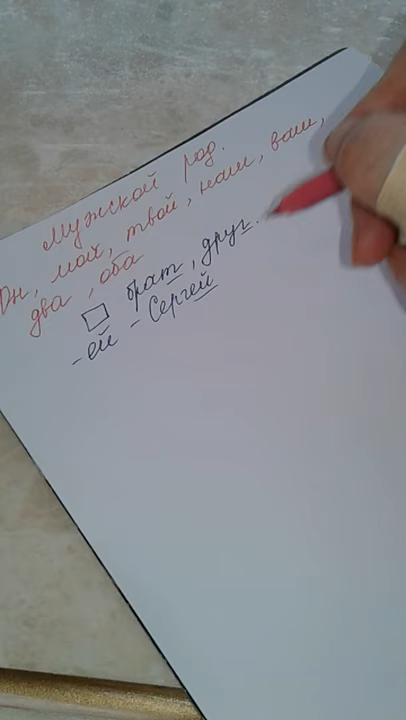 Мужской род.
Он, мой, твой, наш, ваш,
два, оба
брат, друг.
-ей - Сергей